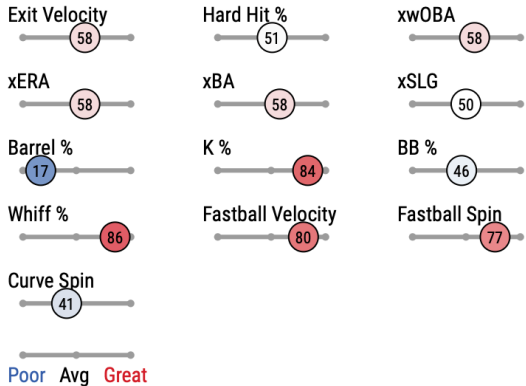 Exit Velocity Hard Hit % xwOBA
58 51 58
xERA xBA xSLG
58 58 50
Barrel % K % BB %
17 84 46
Whiff % Fastball Velocity Fastball Spin
86 80 77
Curve Spin
41
Poor Avg Great